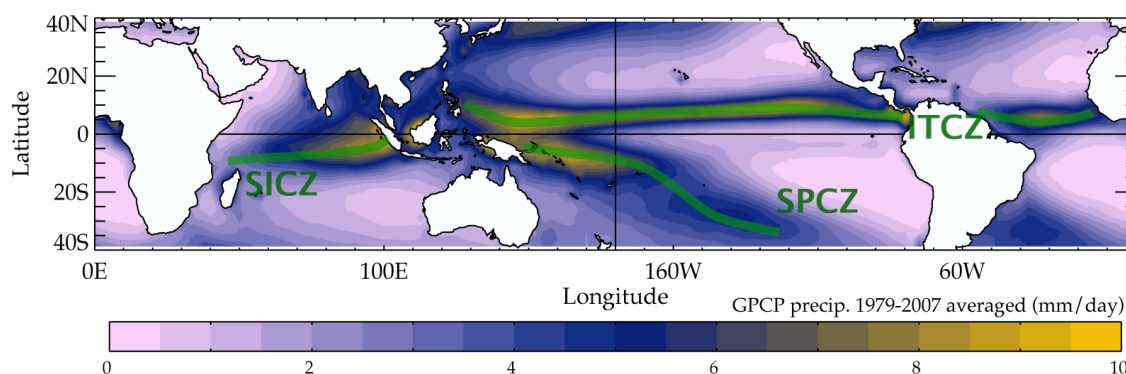 40N
20N
0
20S
40S
Latitude
ITCZ
SICZ
SPCZ
0E 100E 160W 60W
Longitude
GPCP precip. 1979-2007 averaged (mm/day)
0 2 4 6 8 10